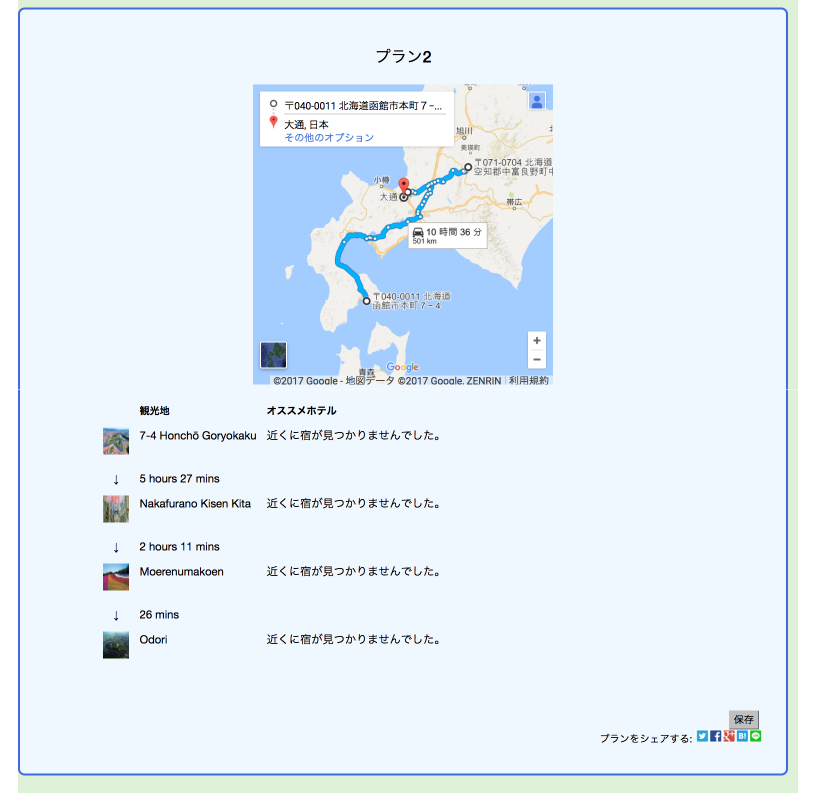 プラン2
〒040-0011 北海道函館市本町７−...
大通, 日本
その他のオプション
旭川
美瑛町
〒071-0704 北海道
空知郡中富良野町中
小樽
大通
帯広
10 時間 36 分
501 km
〒040-0011 北海道
函館市本町７−４
青森
Google
©2017 Google - 地図データ ©2017 Google, ZENRIN
利用規約
観光地 オススメホテル
7-4 Honchō Goryokaku 近くに宿が見つかりませんでした。
↓ 5 hours 27 mins
Nakafurano Kisen Kita 近くに宿が見つかりませんでした。
↓ 2 hours 11 mins
Moerenumakoen 近くに宿が見つかりませんでした。
↓ 26 mins
Odori 近くに宿が見つかりませんでした。
保存
プランをシェアする: